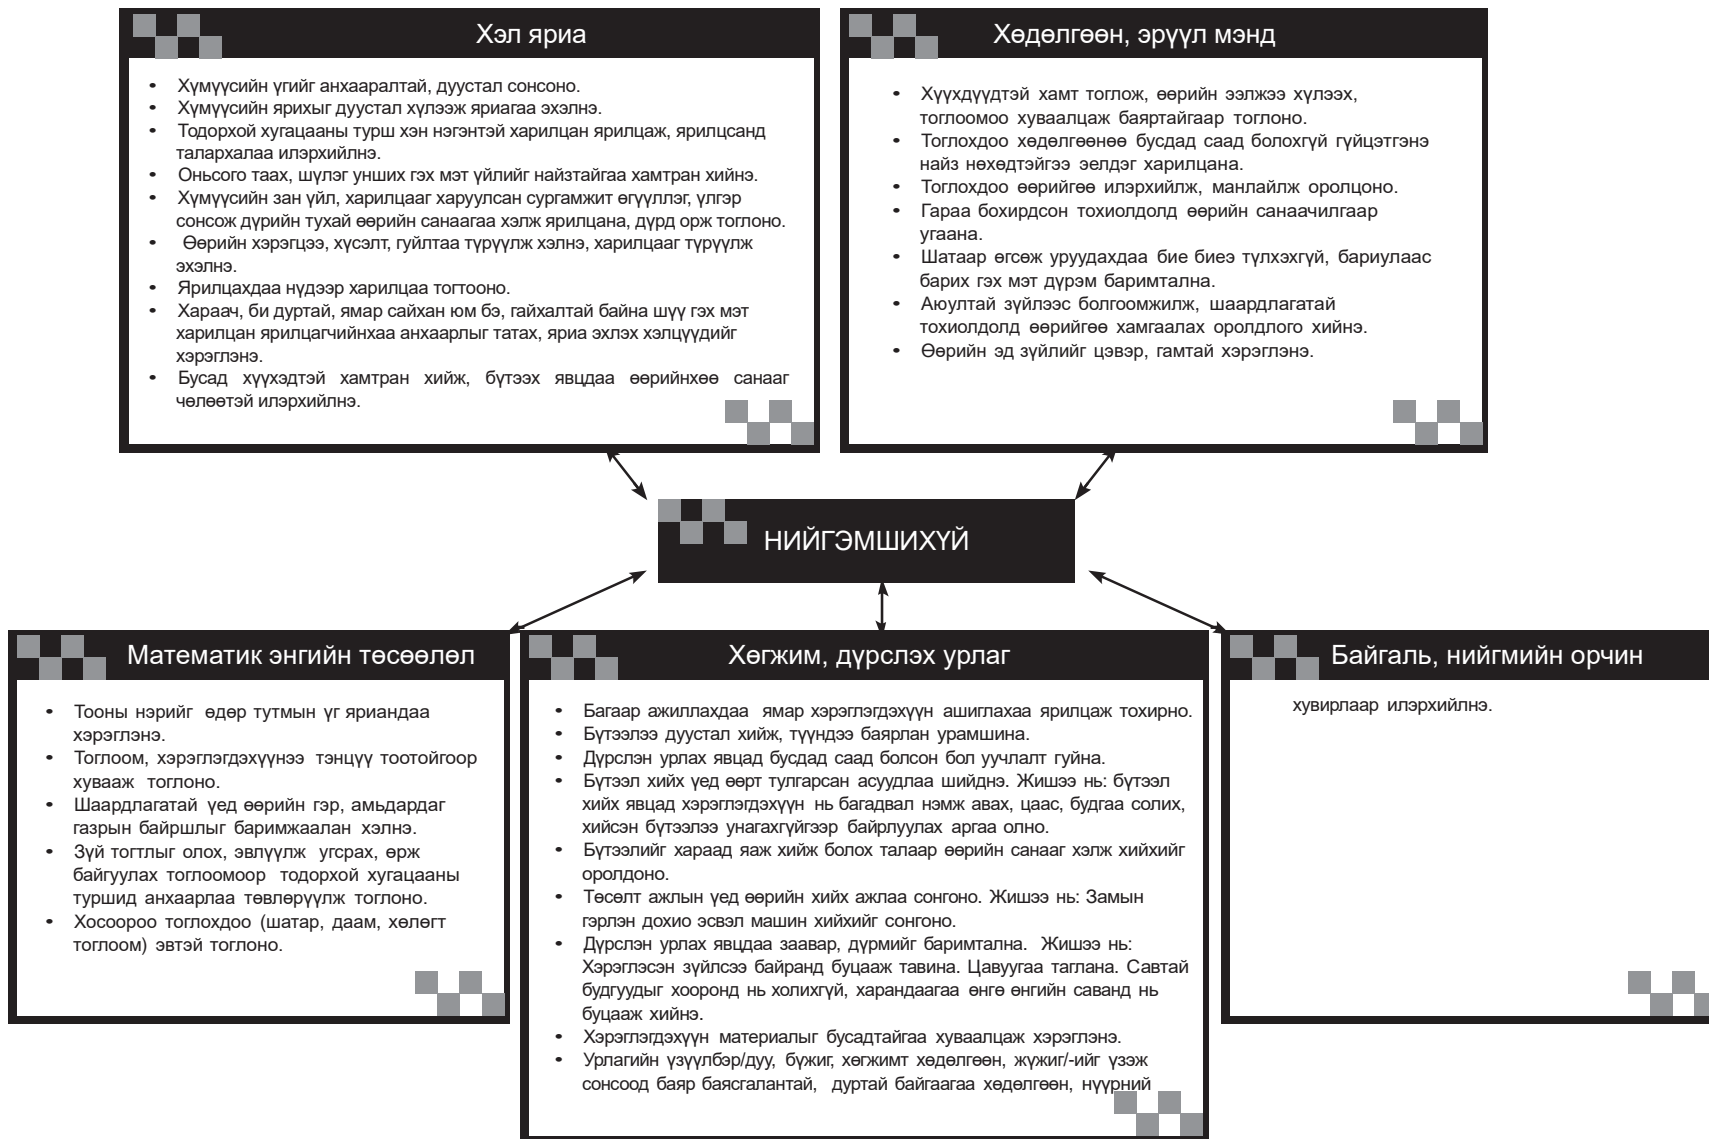 Хэл яриа
• Хүмүүсийн үгийг анхааралтай, дуустал сонсоно.
• Хүмүүсийн ярихыг дуустал хүлээж яриагаа эхэлнэ.
• Тодорхой хугацааны турш хэн нэгэнтэй харилцан ярилцаж, ярилцсанд
талархалаа илэрхийлнэ.
• Оньсого таах, шүлэг унших гэх мэт үйлийг найзтайгаа хамтран хийнэ.
• Хүмүүсийн зан үйл, харилцааг харуулсан сургамжит өгүүллэг, үлгэр
сонсож дүрийн тухай өөрийн санаагаа хэлж ярилцана, дүрд орж тоглоно.
• Өөрийн хэрэгцээ, хүсэлт, гуйлтаа түрүүлж хэлнэ, харилцааг түрүүлж
эхэлнэ.
• Ярилцахдаа нүдээр харилцаа тогтооно.
• Хараач, би дуртай, ямар сайхан юм бэ, гайхалтай байна шүү гэх мэт
харилцан ярилцагчийнхаа анхаарлыг татах, яриа эхлэх хэлцүүдийг
хэрэглэнэ.
• Бусад хүүхэдтэй хамтран хийж, бүтээх явцдаа өөрийнхөө санааг
чөлөөтэй илэрхийлнэ.
Хөдөлгөөн, эрүүл мэнд
• Хүүхдүүдтэй хамт тоглож, өөрийн ээлжээ хүлээх,
тоглоомоо хуваалцаж баяртайгаар тоглоно.
• Тоглохдоо хөдөлгөөнөө бусдад саад болохгүй гүйцэтгэнэ
найз нөхөдтэйгээ эелдэг харилцана.
• Тоглохдоо өөрийгөө илэрхийлж, манлайлж оролцоно.
• Гараа бохирдсон тохиолдолд өөрийн санаачилгаар
угаана.
• Шатаар өгсөж уруудахдаа бие биеэ түлхэхгүй, бариулаас
барих гэх мэт дүрэм баримтална.
• Аюултай зүйлээс болгоомжилж, шаардлагатай
тохиолдолд өөрийгөө хамгаалах оролдлого хийнэ.
• Өөрийн эд зүйлийг цэвэр, гамтай хэрэглэнэ.
НИЙГЭМШИХҮЙ
Математик энгийн төсөөлөл
• Тооны нэрийг өдөр тутмын үг яриандаа
хэрэглэнэ.
• Тоглоом, хэрэглэгдэхүүнээ тэнцүү тоотойгоор
хувааж тоглоно.
• Шаардлагатай үед өөрийн гэр, амьдардаг
газрын байршлыг баримжаалан хэлнэ.
• Зүй тогтлыг олох, эвлүүлж угсрах, өрж
байгуулах тоглоомоор тодорхой хугацааны
туршид анхаарлаа төвлөрүүлж тоглоно.
• Хосоороо тоглохдоо (шатар, даам, хөлөгт
тоглоом) эвтэй тоглоно.
Хөгжим, дүрслэх урлаг
• Багаар ажиллахдаа ямар хэрэглэгдэхүүн ашиглахаа ярилцаж тохирно.
• Бүтээлээ дуустал хийж, түүндээ баярлан урамшина.
• Дүрслэн урлах явцад бусдад саад болсон бол уучлалт гуйна.
• Бүтээл хийх үед өөрт тулгарсан асуудлаа шийднэ. Жишээ нь: бүтээл
хийх явцад хэрэглэгдэхүүн нь багадвал нэмж авах, цаас, будгаа солих,
хийсэн бүтээлээ унагахгүйгээр байрлуулах аргаа олно.
• Бүтээлийг хараад яаж хийж болох талаар өөрийн санааг хэлж хийхийг
оролдоно.
• Төсөлт ажлын үед өөрийн хийх ажлаа сонгоно. Жишээ нь: Замын
гэрлэн дохио эсвэл машин хийхийг сонгоно.
• Дүрслэн урлах явцдаа заавар, дүрмийг баримтална. Жишээ нь:
Хэрэглэсэн зүйлсээ байранд буцааж тавина. Цавуугаа таглана. Савтай
будгуудыг хооронд нь холихгүй, харандаагаа өнгө өнгийн саванд нь
буцааж хийнэ.
• Хэрэглэгдэхүүн материалыг бусадтайгаа хуваалцаж хэрэглэнэ.
• Урлагийн үзүүлбэр/дуу, бүжиг, хөгжимт хөдөлгөөн, жүжиг/-ийг үзэж
сонсоод баяр баясгалантай, дуртай байгаагаа хөдөлгөөн, нүүрний
Байгаль, нийгмийн орчин
хувирлаар илэрхийлнэ.